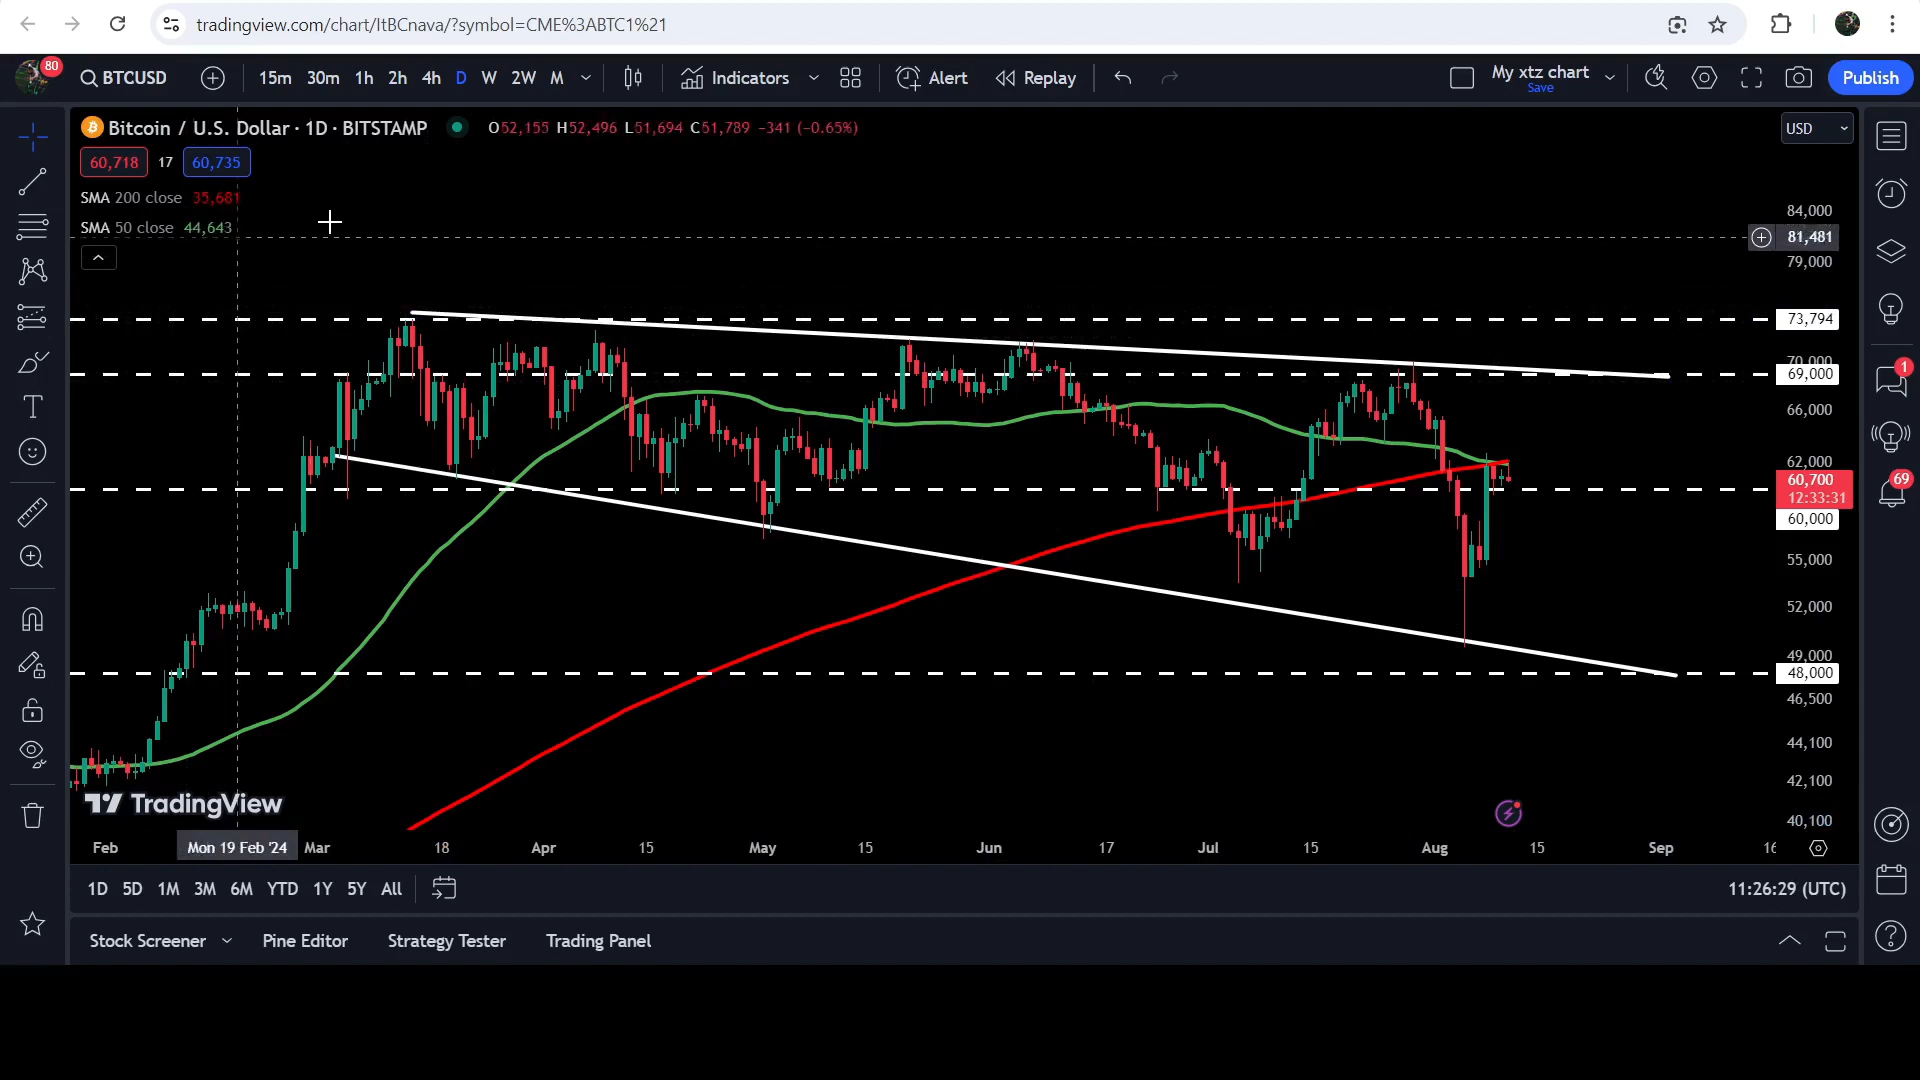 tradingview.com/chart/ItBCnava/?symbol=CME%3ABTC1%21
80
BTCUSD
15m 30m 1h 2h 4h D W 2W M
Indicators
Alert
Replay
My xtz chart
Save
Publish
Bitcoin / U.S. Dollar · 1D · BITSTAMP O52,155 H52,496 L51,694 C51,789 −341 (−0.65%)
USD
60,718 17 60,735
SMA 200 close 35,681
SMA 50 close 44,643
84,000
81,481
79,000
73,794
70,000
69,000
66,000
62,000
60,700
12:33:31
60,000
55,000
52,000
49,000
48,000
46,500
44,100
42,100
40,100
1
69
TradingView
Feb Mon 19 Feb '24 Mar 18 Apr 15 May 15 Jun 17 Jul 15 Aug 15 Sep 16
1D 5D 1M 3M 6M YTD 1Y 5Y All
11:26:29 (UTC)
Stock Screener Pine Editor Strategy Tester Trading Panel